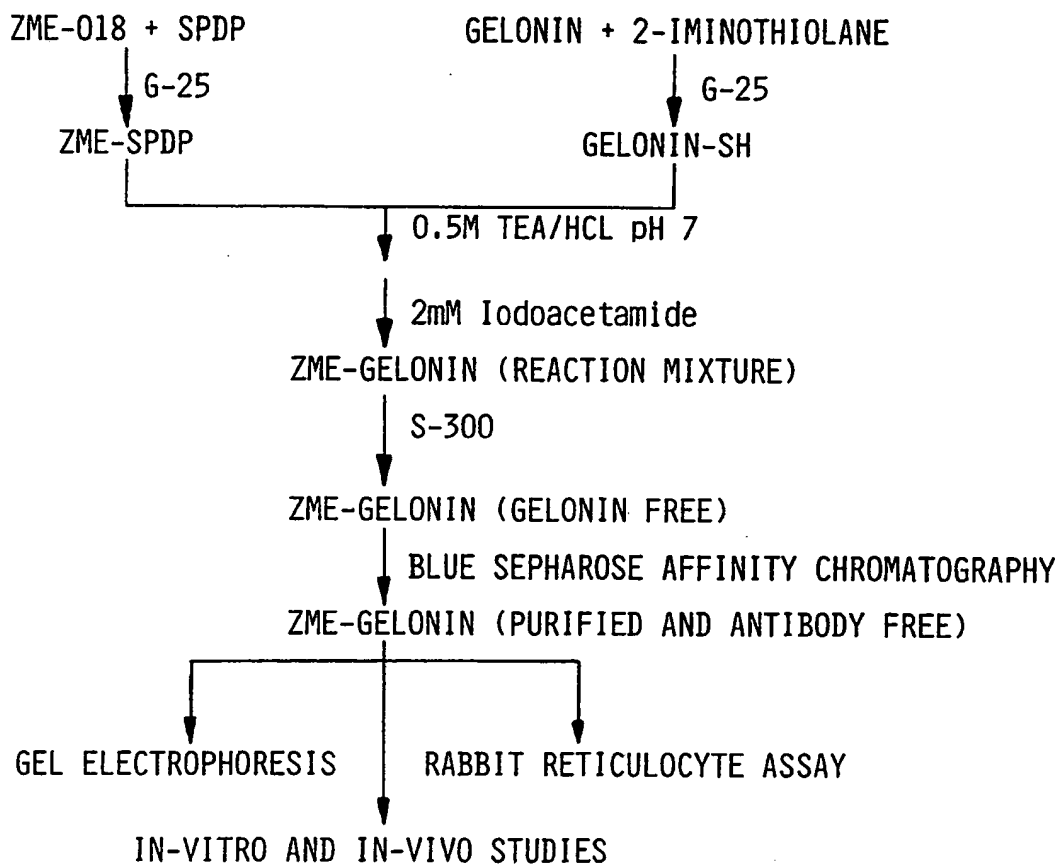 ZME-018 + SPDP
GELONIN + 2-IMINOTHIOLANE
G-25
G-25
ZME-SPDP
GELONIN-SH
0.5M TEA/HCL pH 7
2mM Iodoacetamide
ZME-GELONIN (REACTION MIXTURE)
S-300
ZME-GELONIN (GELONIN FREE)
BLUE SEPHAROSE AFFINITY CHROMATOGRAPHY
ZME-GELONIN (PURIFIED AND ANTIBODY FREE)
GEL ELECTROPHORESIS
RABBIT RETICULOCYTE ASSAY
IN-VITRO AND IN-VIVO STUDIES